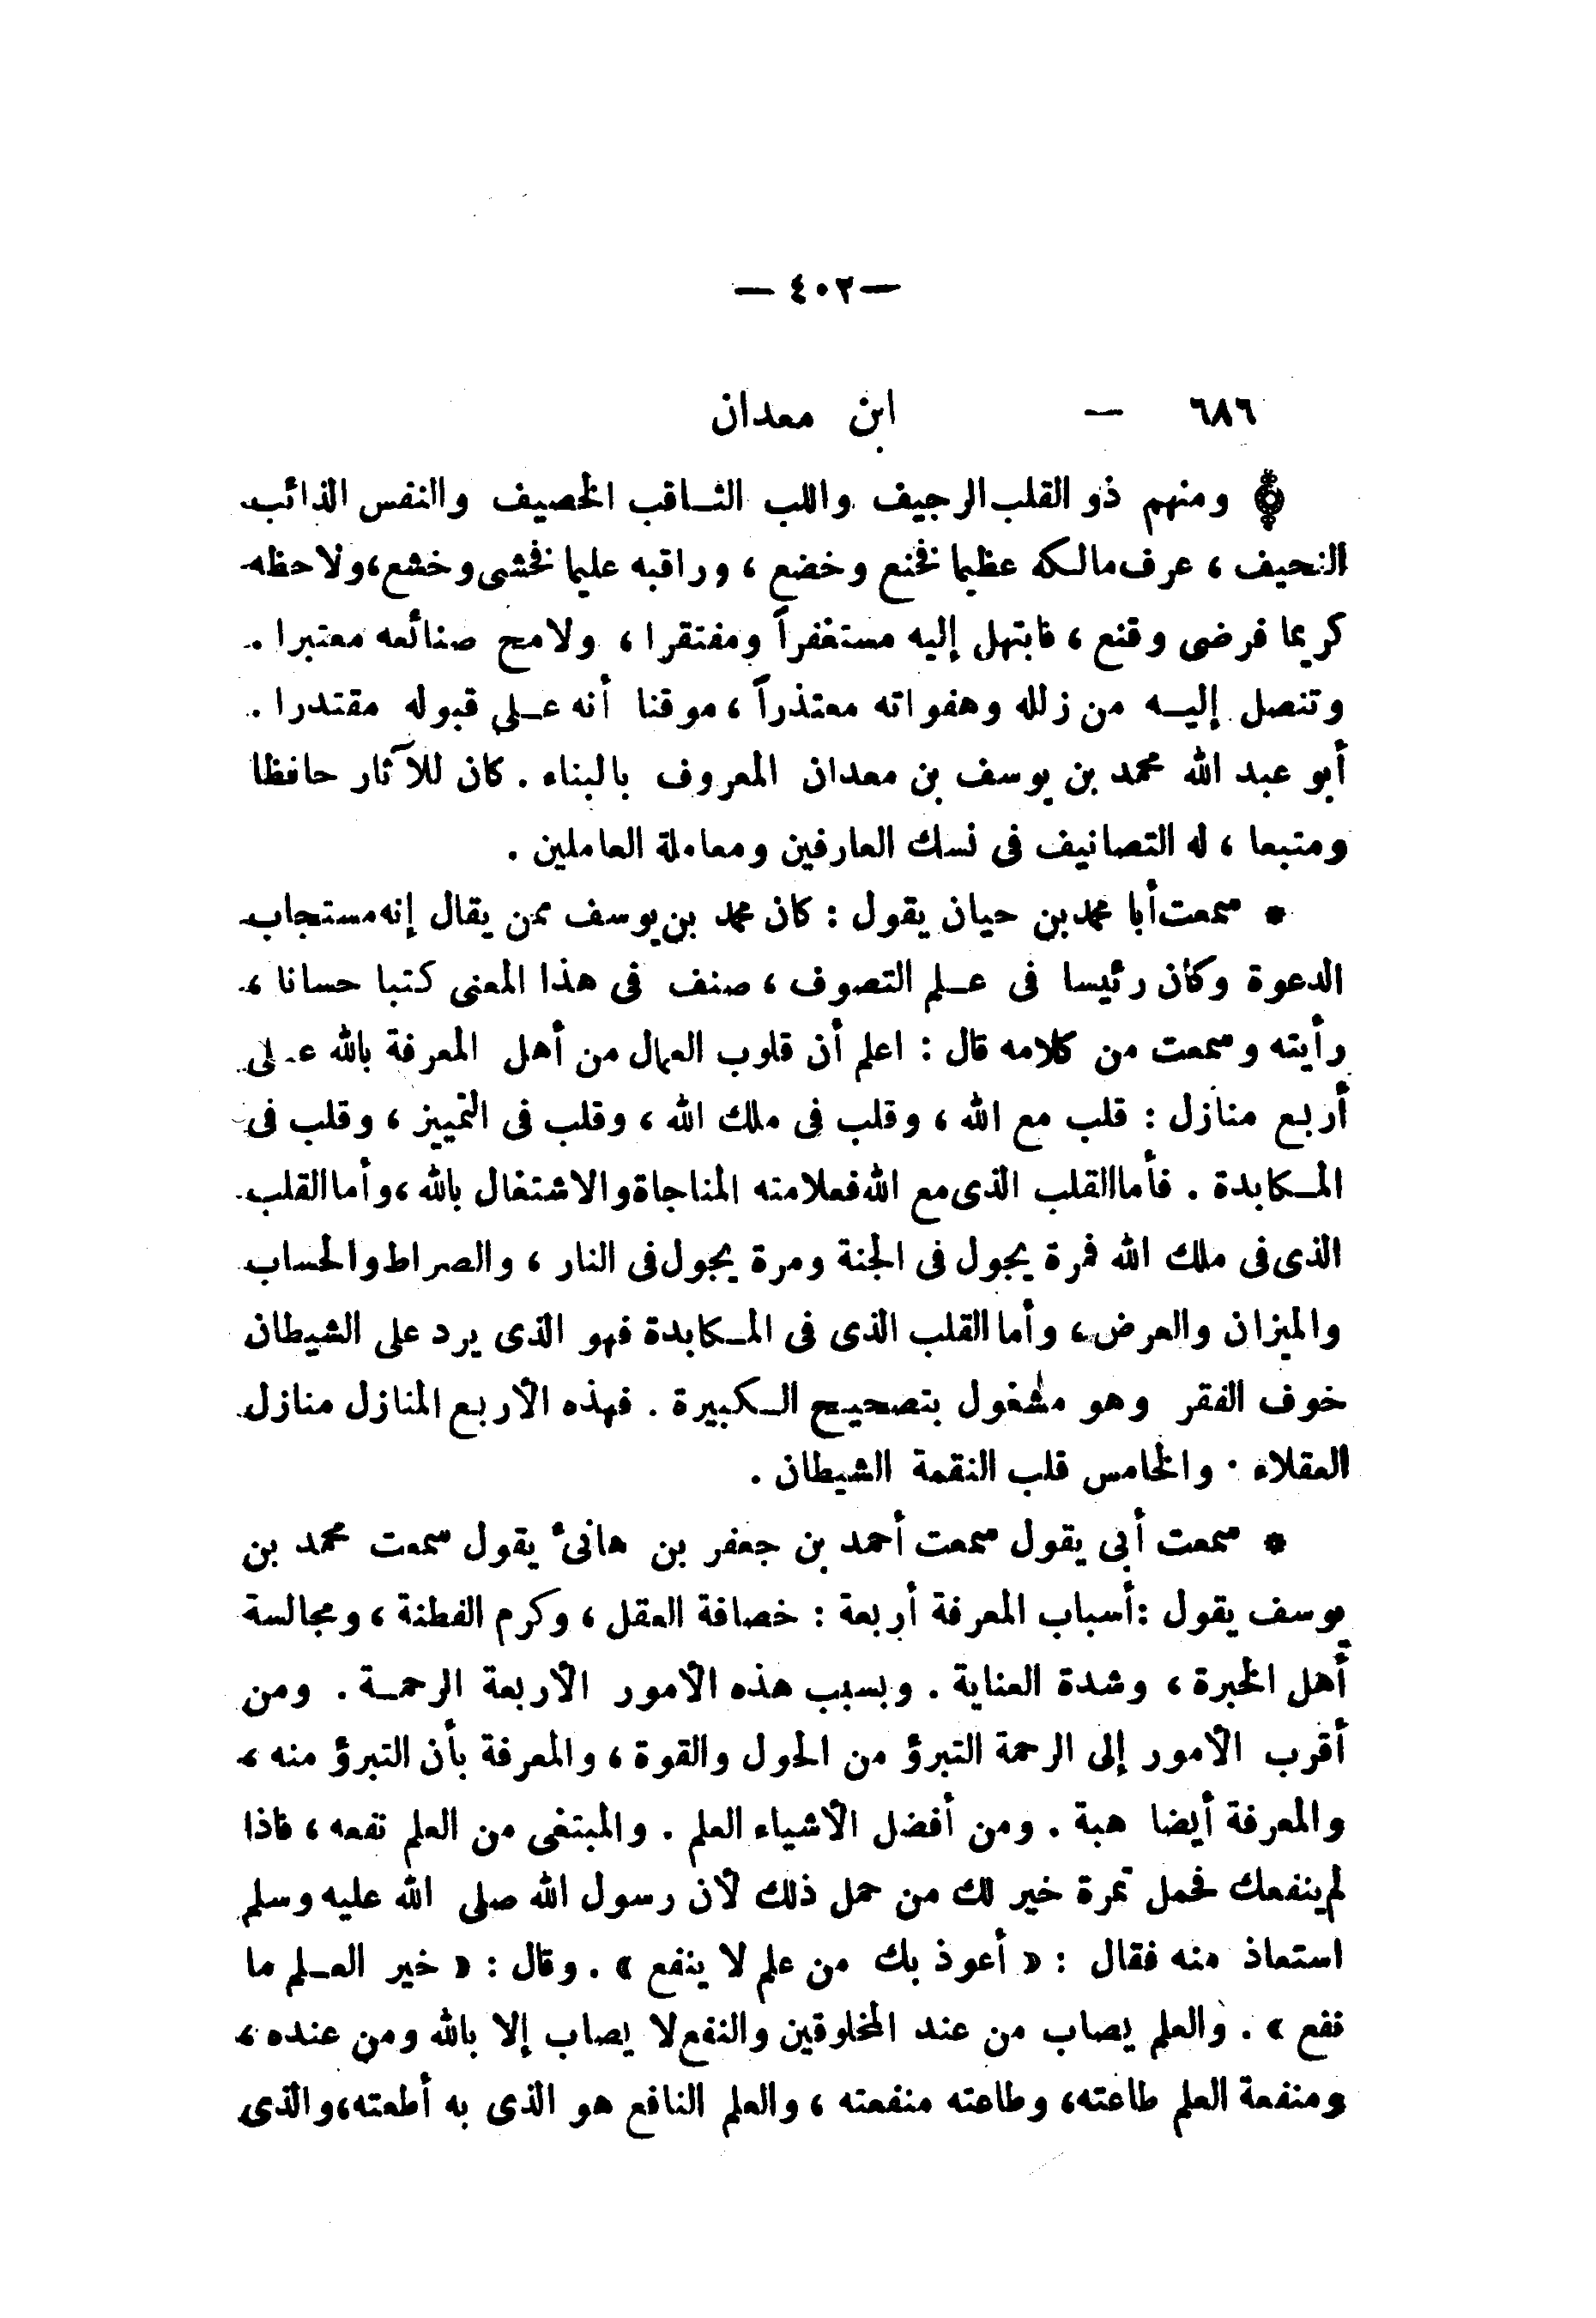 — ٤٠٢ —
٦٨٦ — ابن معدان
ومنهم ذو القلب الرجيف واللب الثاقب الخصيف والنفس الذائب
النحيف ، عرف مالكه عظيما فخنع وخضع ، وراقبه عليما فخشى وخشع ، ولاحظه
كريما فرضى وقنع ، فابتهل إليه مستغفراً ومفتقرا ، ولامح صنائعه معتبرا .
وتنصل إليه من زلله وهفواته معتذراً ، موقنا أنه على قبوله مقتدرا .
أبو عبد الله محمد بن يوسف بن معدان المعروف بالبناء . كان للآثار حافظا
ومتبعا ، له التصانيف فى نسك العارفين ومعاملة العاملين .
* سمعت أبا محمد بن حيان يقول : كان محمد بن يوسف ممن يقال إنه مستجاب
الدعوة وكان رئيسا فى علم التصوف ، صنف فى هذا المعنى كتبا حسانا ،
رأيته وسمعت من كلامه قال : اعلم أن قلوب العمال من أهل المعرفة بالله على
أربع منازل : قلب مع الله ، وقلب فى ملك الله ، وقلب فى التمييز ، وقلب فى
المكابدة . فأما القلب الذى مع الله فعلامته المناجاة والاشتغال بالله ، وأما القلب
الذى فى ملك الله فمرة يجول فى الجنة ومرة يجول فى النار ، والصراط والحساب
والميزان والعرض ، وأما القلب الذى فى المكابدة فهو الذى يرد على الشيطان
خوف الفقر وهو مشغول بتصحيح الكبيرة . فهذه الأربع المنازل منازل
العقلاء . والخامس قلب النقمة الشيطان .
* سمعت أبى يقول سمعت أحمد بن جعفر بن هانئ يقول سمعت محمد بن
يوسف يقول : أسباب المعرفة أربعة : خصافة العقل ، وكرم الفطنة ، ومجالسة
أهل الخبرة ، وشدة العناية . وبسبب هذه الأمور الأربعة الرحمة . ومن
أقرب الأمور إلى الرحمة التبرؤ من الحول والقوة ، والمعرفة بأن التبرؤ منه ،
والمعرفة أيضا هبة . ومن أفضل الأشياء العلم . والمبتغى من العلم نفعه ، فاذا
لم ينفعك فحمل تمرة خير لك من حمل ذلك لأن رسول الله صلى الله عليه وسلم
استعاذ منه فقال : « أعوذ بك من علم لا ينفع » . وقال : « خير العلم ما
نفع » . والعلم يصاب من عند المخلوقين والنفع لا يصاب إلا بالله ومن عنده ،
ومنفعة العلم طاعته ، وطاعته منفعته ، والعلم النافع هو الذى به أطعته ، والذى